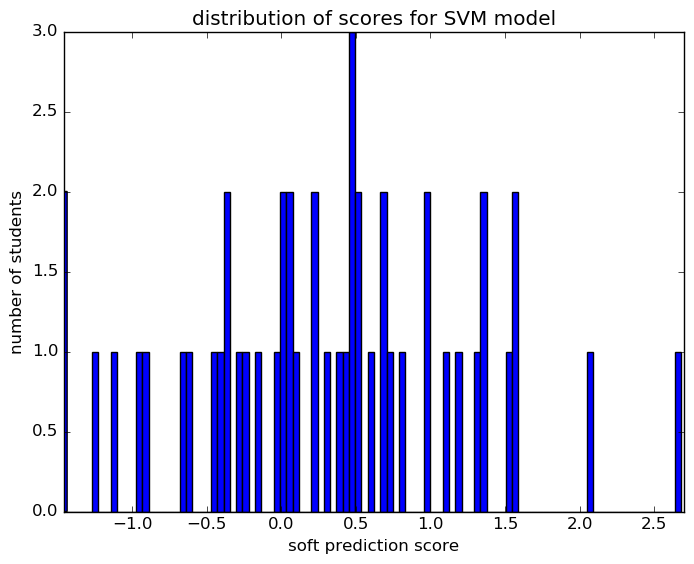 distribution of scores for SVM model
3.0
2.5
2.0
1.5
1.0
0.5
0.0
number of students
−1.0 −0.5 0.0 0.5 1.0 1.5 2.0 2.5
soft prediction score